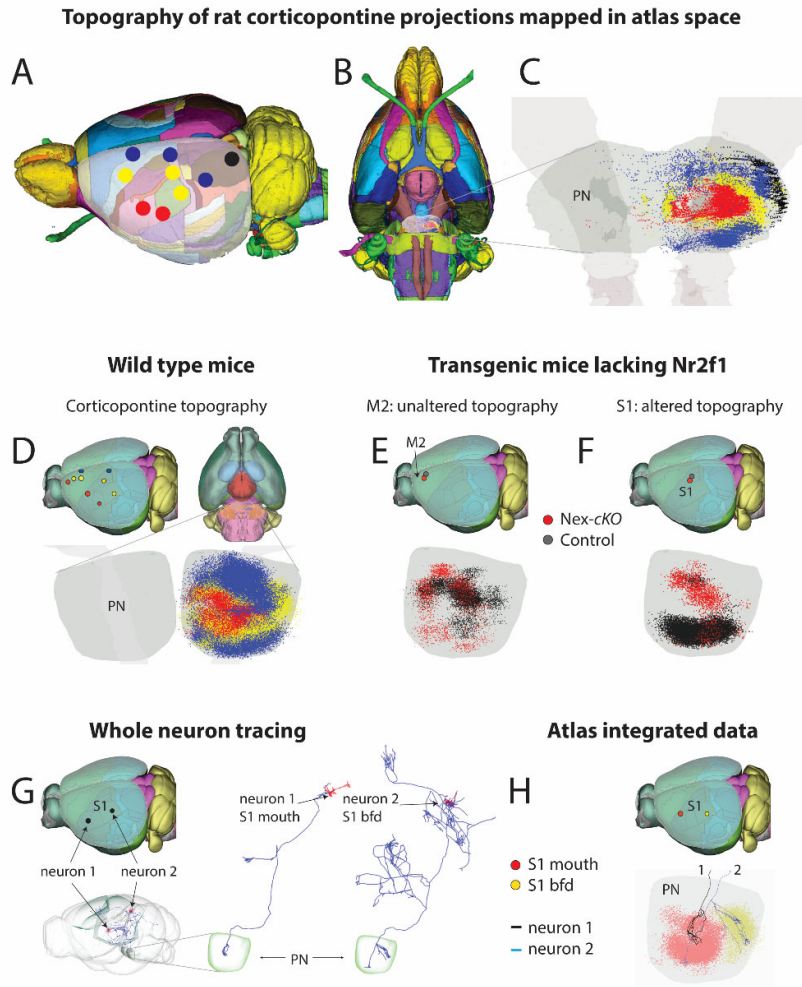 Topography of rat corticopontine projections mapped in atlas space
A
B
C
PN
Wild type mice
Transgenic mice lacking Nr2f1
Corticopontine topography
M2: unaltered topography
S1: altered topography
D
E
F
M2
S1
Nex-cKO
Control
PN
Whole neuron tracing
Atlas integrated data
G
H
S1
neuron 1
S1 mouth
neuron 2
S1 bfd
S1
neuron 1
neuron 2
S1 mouth
S1 bfd
1
2
PN
neuron 1
neuron 2
PN